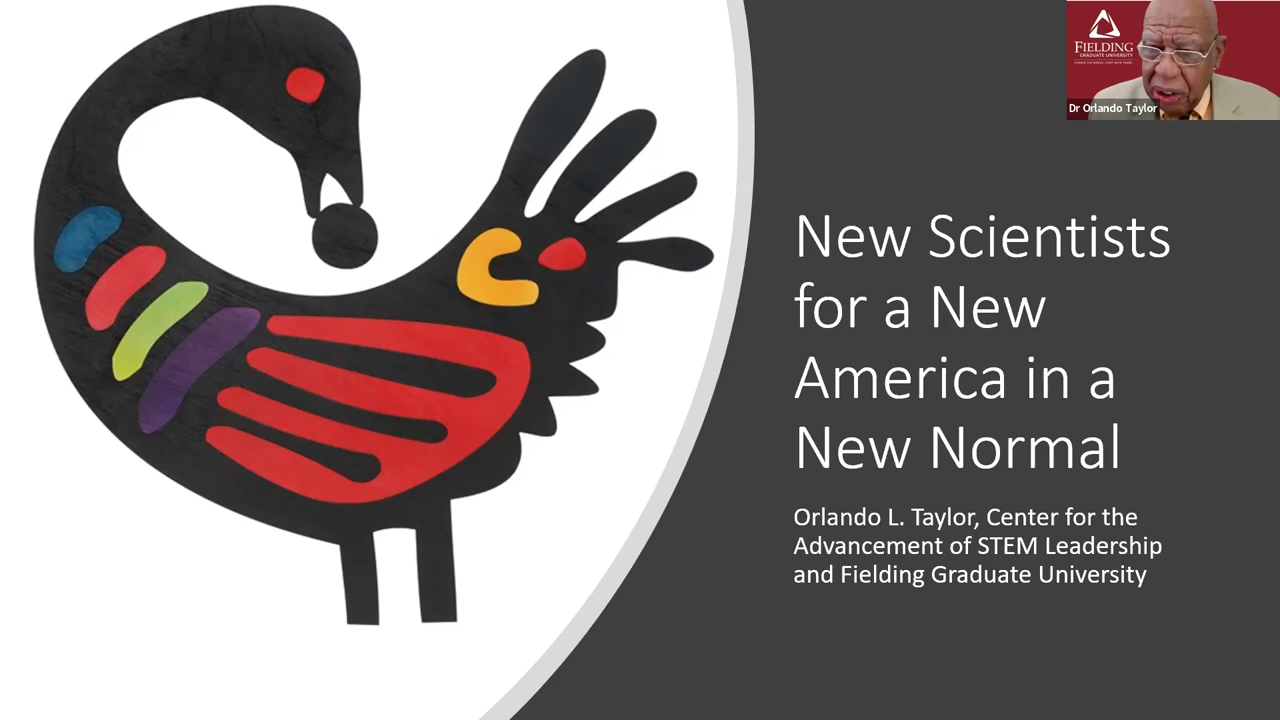 FIELDING
GRADUATE UNIVERSITY
Dr Orlando Taylor
New Scientists
for a New
America in a
New Normal
Orlando L. Taylor, Center for the
Advancement of STEM Leadership
and Fielding Graduate University